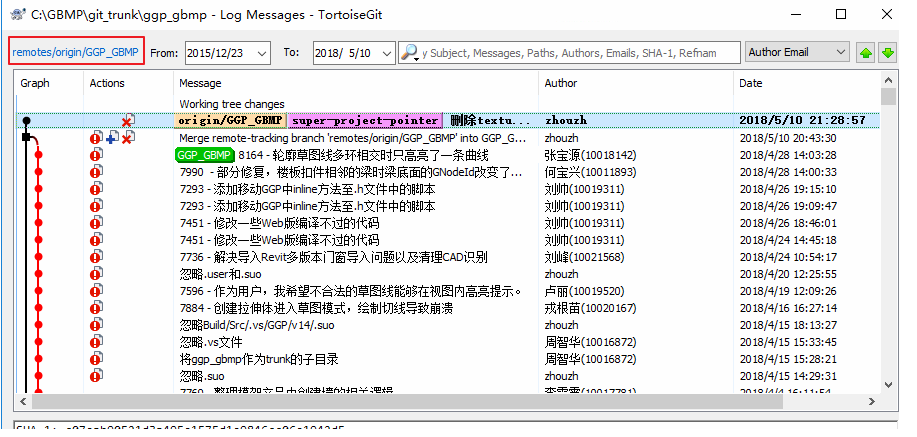 C:\GBMP\git_trunk\ggp_gbmp - Log Messages - TortoiseGit
remotes/origin/GGP_GBMP From: 2015/12/23 To: 2018/ 5/10 y Subject, Messages, Paths, Authors, Emails, SHA-1, Refnam Author Email
Graph Actions Message Author Date
Working tree changes
origin/GGP_GBMP super-project-pointer 删除textu... zhouzh 2018/5/10 21:28:57
Merge remote-tracking branch 'remotes/origin/GGP_GBMP' into GGP_G... zhouzh 2018/5/10 20:43:30
GGP_GBMP 8164 - 轮廓草图线多环相交时只高亮了一条曲线 张宝源(10018142) 2018/4/28 14:03:28
7990 - 部分修复，楼板扣件相邻的梁时梁底面的GNodeId改变了... 何宝兴(10011893) 2018/4/28 14:00:33
7293 - 添加移动GGP中inline方法至.h文件中的脚本 刘帅(10019311) 2018/4/26 19:15:10
7293 - 添加移动GGP中inline方法至.h文件中的脚本 刘帅(10019311) 2018/4/26 19:09:47
7451 - 修改一些Web版编译不过的代码 刘帅(10019311) 2018/4/26 18:46:01
7451 - 修改一些Web版编译不过的代码 刘帅(10019311) 2018/4/24 14:45:18
7736 - 解决导入Revit多版本门窗导入问题以及清理CAD识别 刘峰(10021568) 2018/4/24 10:54:17
忽略.user和.suo zhouzh 2018/4/20 12:25:55
7596 - 作为用户，我希望不合法的草图线能够在视图内高亮提示。 卢丽(10019520) 2018/4/19 12:09:26
7884 - 创建拉伸体进入草图模式，绘制切线导致崩溃 戎根苗(10020167) 2018/4/16 16:27:14
忽略Build/Src/.vs/GGP/v14/.suo zhouzh 2018/4/15 18:13:27
忽略.vs文件 周智华(10016872) 2018/4/15 15:33:45
将ggp_gbmp作为trunk的子目录 周智华(10016872) 2018/4/15 15:28:21
忽略.suo zhouzh 2018/4/15 14:29:31